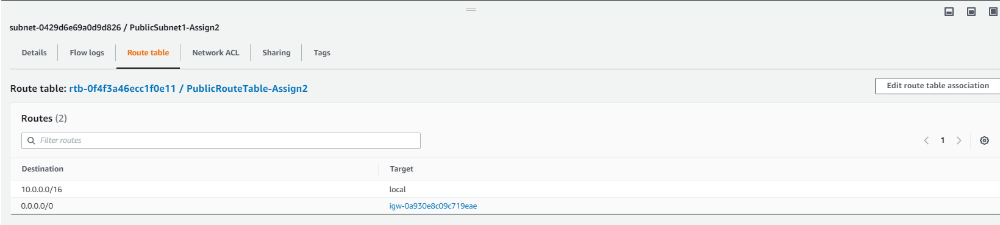 subnet-0429d6e69a0d9d826 / PublicSubnet1-Assign2
Details Flow logs Route table Network ACL Sharing Tags
Route table: rtb-0f4f3a46ecc1f0e11 / PublicRouteTable-Assign2
Edit route table association
Routes (2)
Filter routes
1
Destination Target
10.0.0.0/16 local
0.0.0.0/0 igw-0a930e8c09c719eae